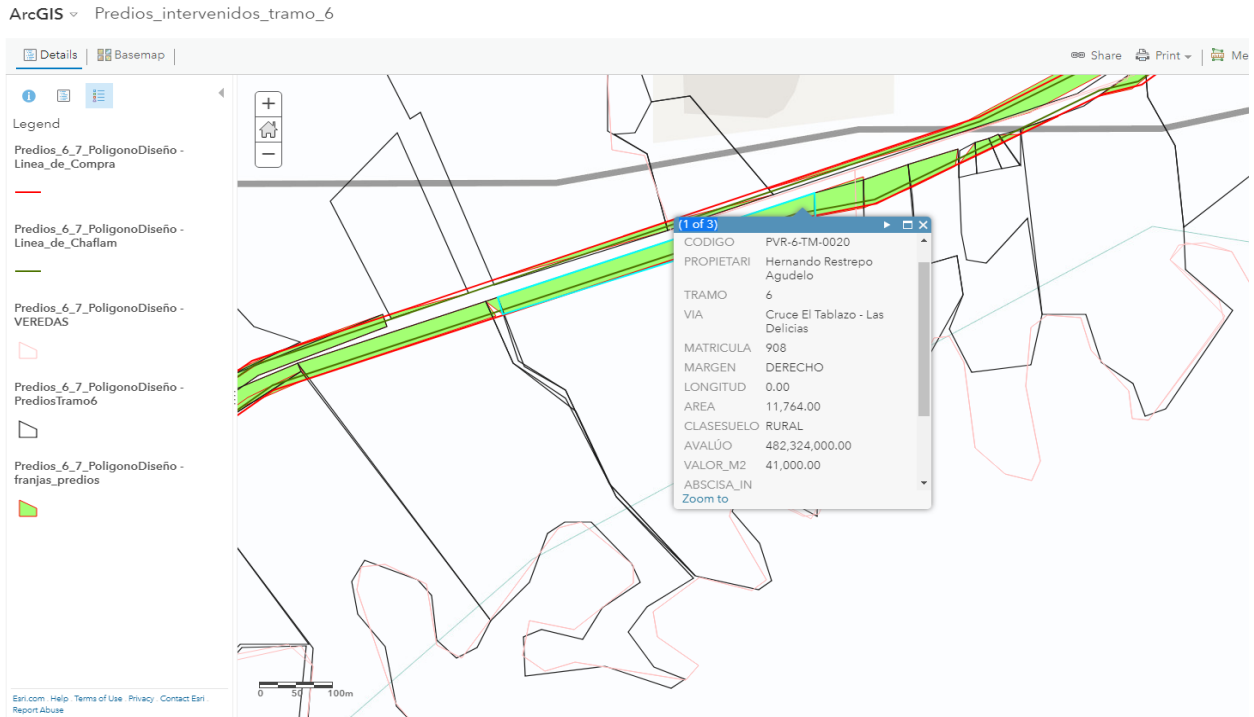 ArcGIS Predios_intervenidos_tramo_6
Details Basemap Share Print Me
Legend
Predios_6_7_PoligonoDiseño -
Linea_de_Compra
Predios_6_7_PoligonoDiseño -
Linea_de_Chaflam
Predios_6_7_PoligonoDiseño -
VEREDAS
Predios_6_7_PoligonoDiseño -
PrediosTramo6
Predios_6_7_PoligonoDiseño -
franjas_predios
Esri.com Help Terms of Use Privacy Contact Esri
Report Abuse
+
−
(1 of 3)
CODIGO PVR-6-TM-0020
PROPIETARI Hernando Restrepo
Agudelo
TRAMO 6
VIA Cruce El Tablazo - Las
Delicias
MATRICULA 908
MARGEN DERECHO
LONGITUD 0.00
AREA 11,764.00
CLASESUELO RURAL
AVALÚO 482,324,000.00
VALOR_M2 41,000.00
ABSCISA_IN
Zoom to
0 50 100m